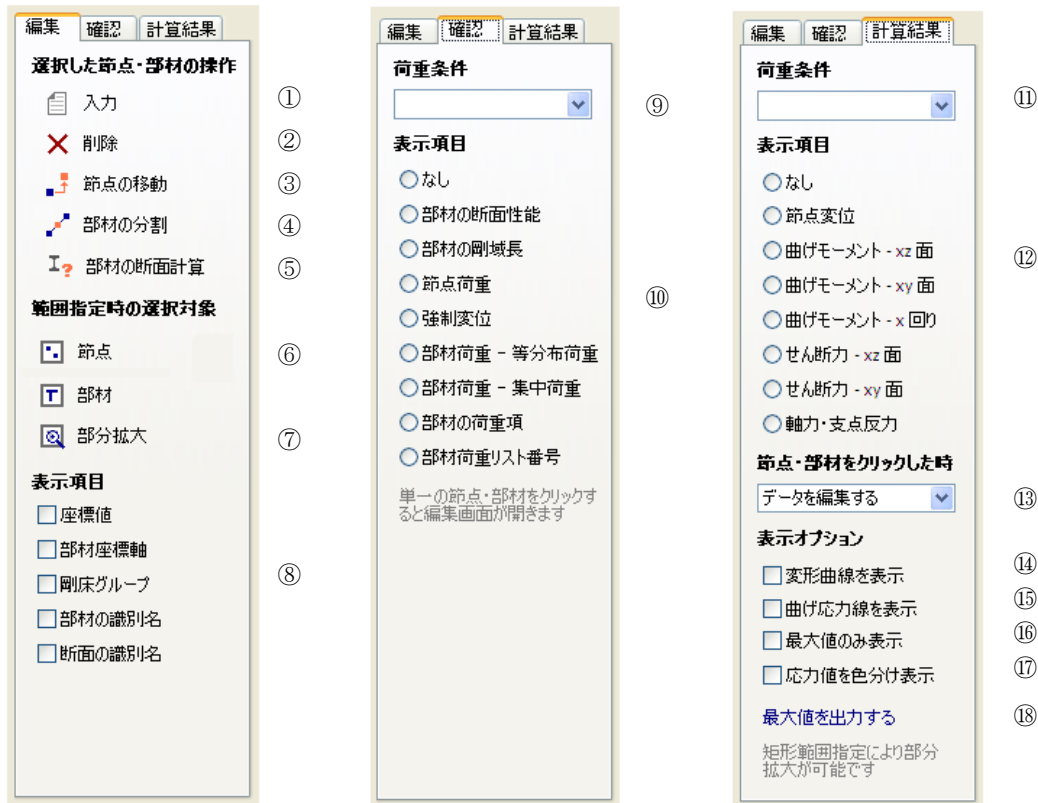 編集 確認 計算結果
選択した節点・部材の操作
入力 ①
削除 ②
節点の移動 ③
部材の分割 ④
部材の断面計算 ⑤
範囲指定時の選択対象
節点 ⑥
部材
部分拡大 ⑦
表示項目
座標値
部材座標軸
剛床グループ ⑧
部材の識別名
断面の識別名
編集 確認 計算結果
荷重条件
⑨
表示項目
なし
部材の断面性能
部材の剛域長
節点荷重 ⑩
強制変位
部材荷重 - 等分布荷重
部材荷重 - 集中荷重
部材の荷重項
部材荷重リスト番号
単一の節点・部材をクリックす
ると編集画面が開きます
編集 確認 計算結果
荷重条件
⑪
表示項目
なし
節点変位
曲げモーメント - xz 面 ⑫
曲げモーメント - xy 面
曲げモーメント - x 回り
せん断力 - xz 面
せん断力 - xy 面
軸力・支点反力
節点・部材をクリックした時
データを編集する ⑬
表示オプション
変形曲線を表示 ⑭
曲げ応力線を表示 ⑮
最大値のみ表示 ⑯
応力値を色分け表示 ⑰
最大値を出力する ⑱
矩形範囲指定により部分
拡大が可能です